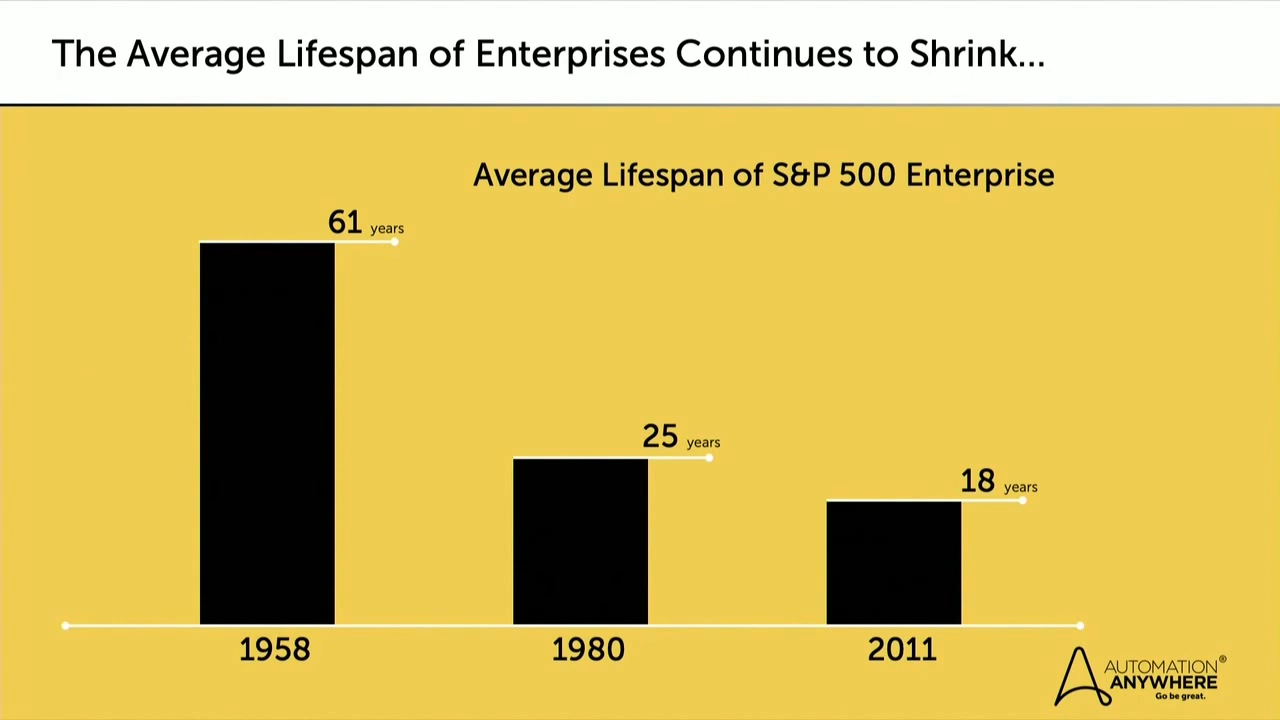 The Average Lifespan of Enterprises Continues to Shrink...
Average Lifespan of S&P 500 Enterprise
61 years
25 years
18 years
1958
1980
2011
AUTOMATION®
ANYWHERE
Go be great.